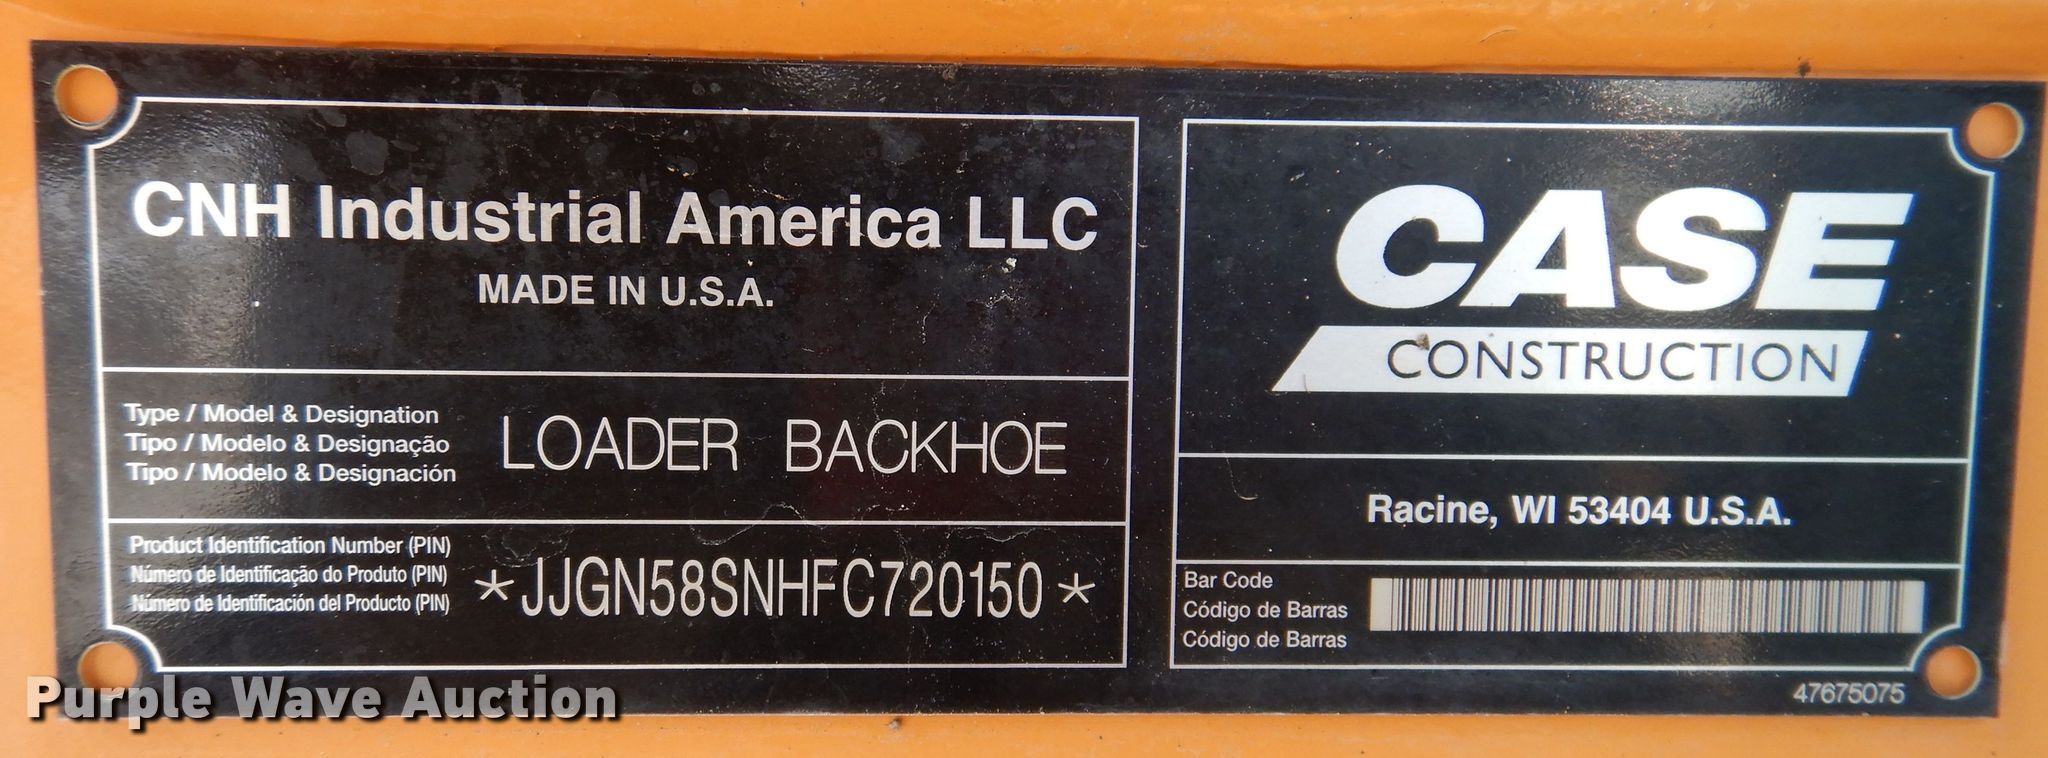 CNH Industrial America LLC
MADE IN U.S.A.
Type / Model & Designation
Tipo / Modelo & Designação
Tipo / Modelo & Designación
LOADER BACKHOE
Product Identification Number (PIN)
Número de Identificação do Produto (PIN)
Número de Identificación del Producto (PIN)
*JJGN58SNHFC720150*
CASE
CONSTRUCTION
Racine, WI 53404 U.S.A.
Bar Code
Código de Barras
Código de Barras
47675075
Purple Wave Auction